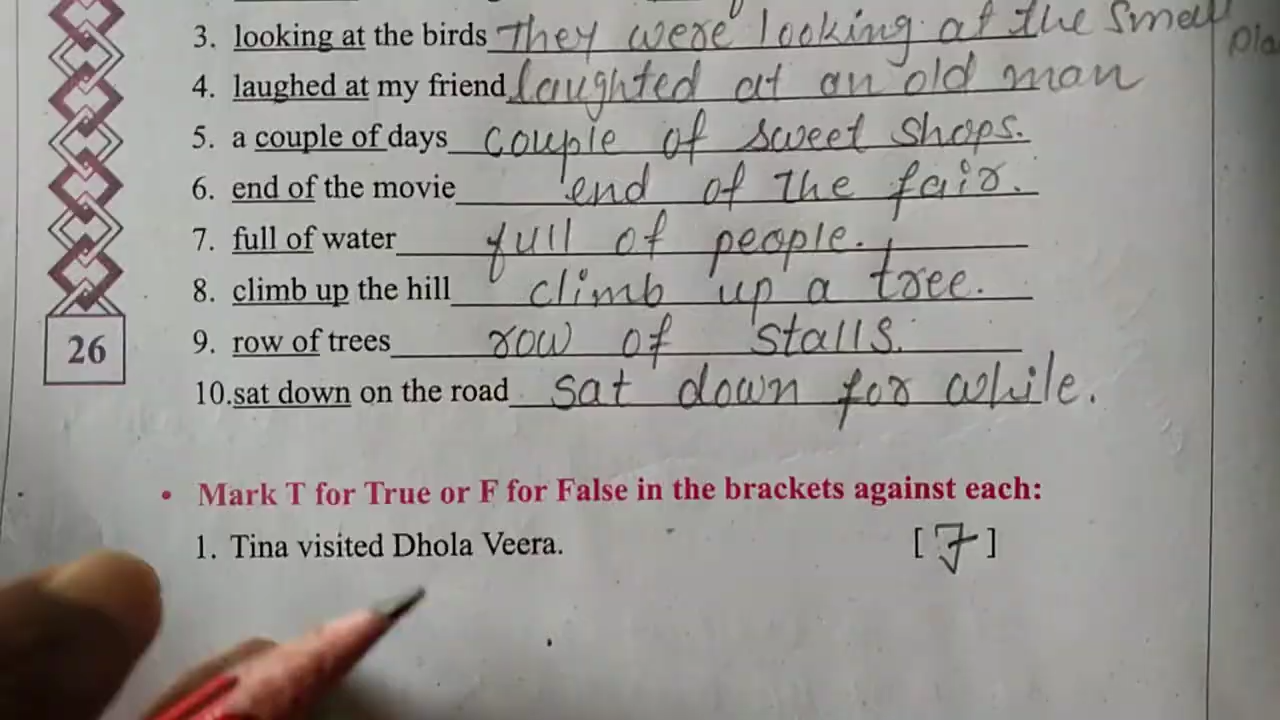 3. looking at the birds They were looking at the small
4. laughed at my friend laughted at an old man
5. a couple of days couple of sweet shops.
6. end of the movie end of the fair.
7. full of water full of people.
8. climb up the hill climb up a tree.
26
9. row of trees row of stalls.
10.sat down on the road sat down for while.
• Mark T for True or F for False in the brackets against each:
1. Tina visited Dhola Veera. [F]